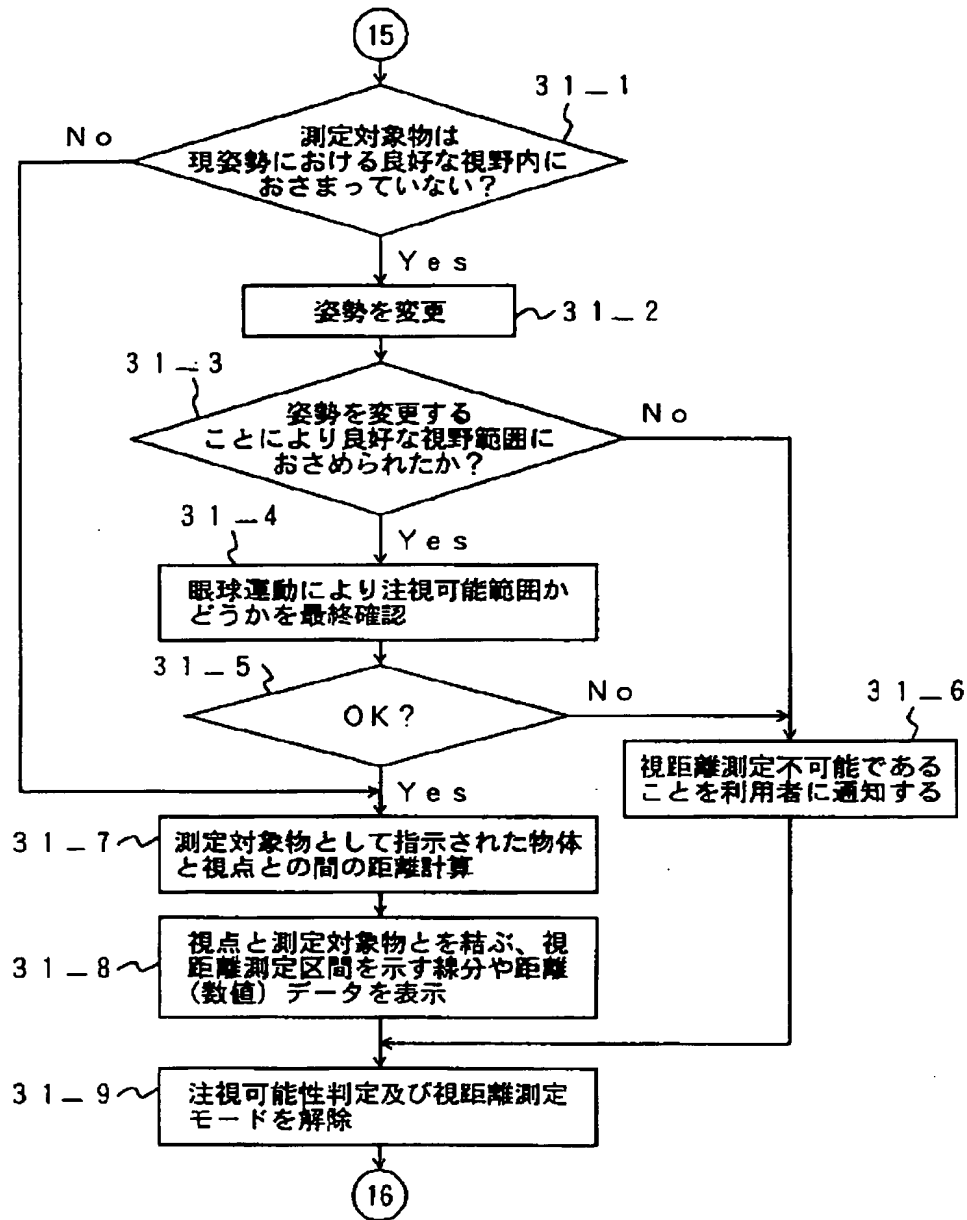 15
31_1
No
測定対象物は
現姿勢における良好な視野内に
おさまっていない?
Yes
姿勢を変更
31_2
31_3
姿勢を変更する
ことにより良好な視野範囲に
おさめられたか?
No
31_4
Yes
眼球運動により注視可能範囲か
どうかを最終確認
31_5
OK?
No
31_6
視距離測定不可能である
ことを利用者に通知する
Yes
31_7
測定対象物として指示された物体
と視点との間の距離計算
31_8
視点と測定対象物とを結ぶ、視
距離測定区間を示す線分や距離
(数値)データを表示
31_9
注視可能性判定及び視距離測定
モードを解除
16